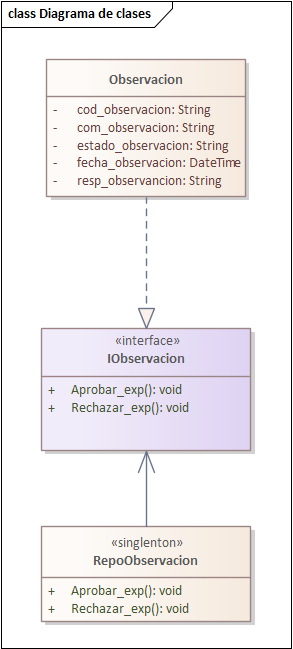 class Diagrama de clases
Observacion
- cod_observacion: String
- com_observacion: String
- estado_observacion: String
- fecha_observacion: DateTime
- resp_observancion: String
«interface»
IObservacion
+ Aprobar_exp(): void
+ Rechazar_exp(): void
«singlenton»
RepoObservacion
+ Aprobar_exp(): void
+ Rechazar_exp(): void